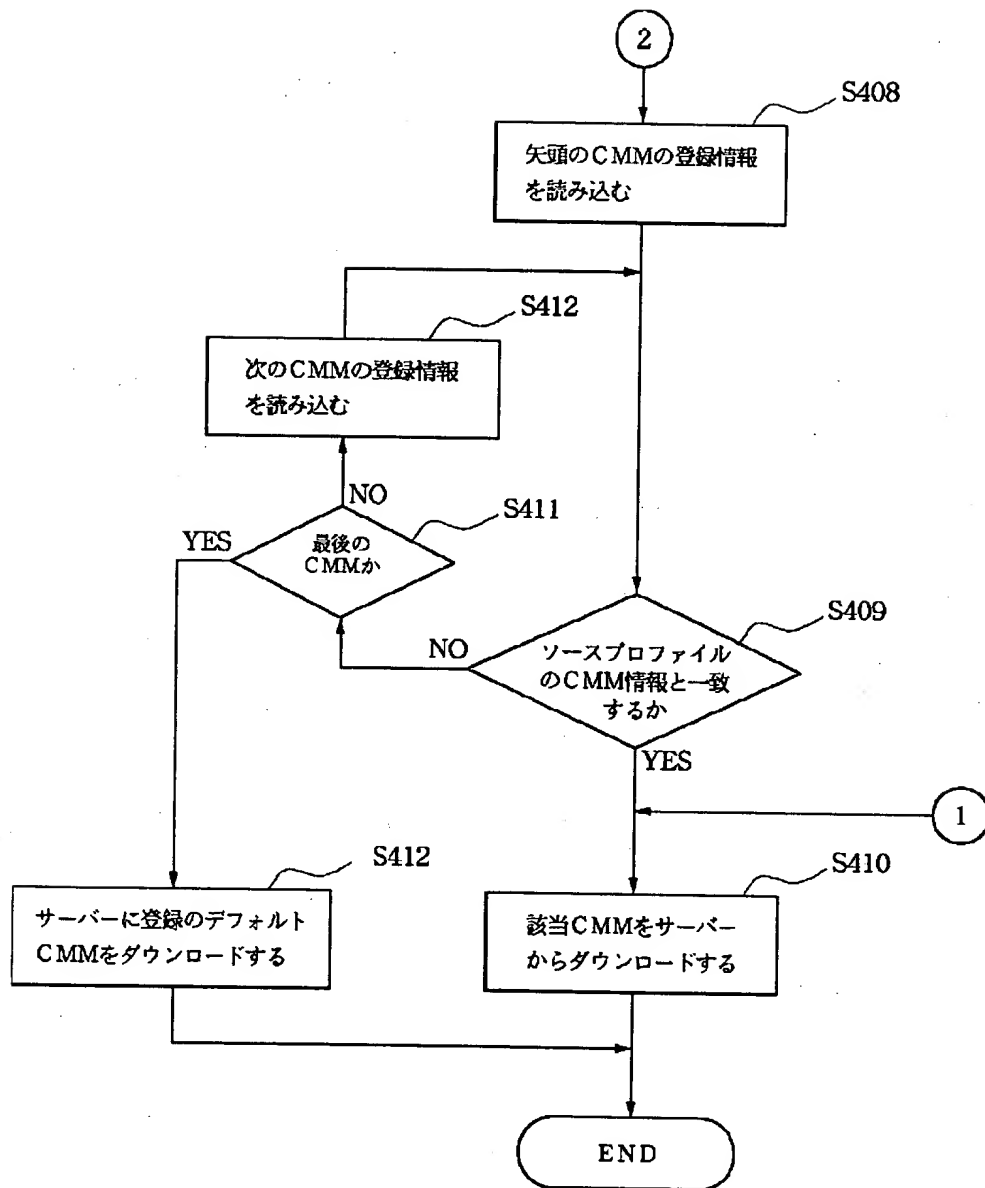 2
S408
矢頭のCMMの登録情報
を読み込む
S412
次のCMMの登録情報
を読み込む
NO
S411
YES
最後の
CMMか
S409
NO
ソースプロファイル
のCMM情報と一致
するか
YES
1
S412
S410
サーバーに登録のデフォルト
CMMをダウンロードする
該当CMMをサーバー
からダウンロードする
END